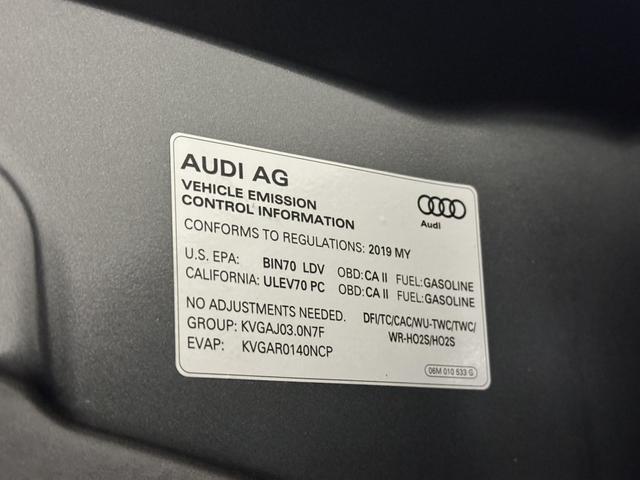 AUDI AG
VEHICLE EMISSION
CONTROL INFORMATION
Audi
CONFORMS TO REGULATIONS: 2019 MY
U.S. EPA: BIN70 LDV OBD: CA II FUEL: GASOLINE
CALIFORNIA: ULEV70 PC OBD: CA II FUEL: GASOLINE
NO ADJUSTMENTS NEEDED.
GROUP: KVGAJ03.0N7F
EVAP: KVGAR0140NCP
DFI/TC/CAC/WU-TWC/TWC/
WR-HO2S/HO2S
06M 010 533 G